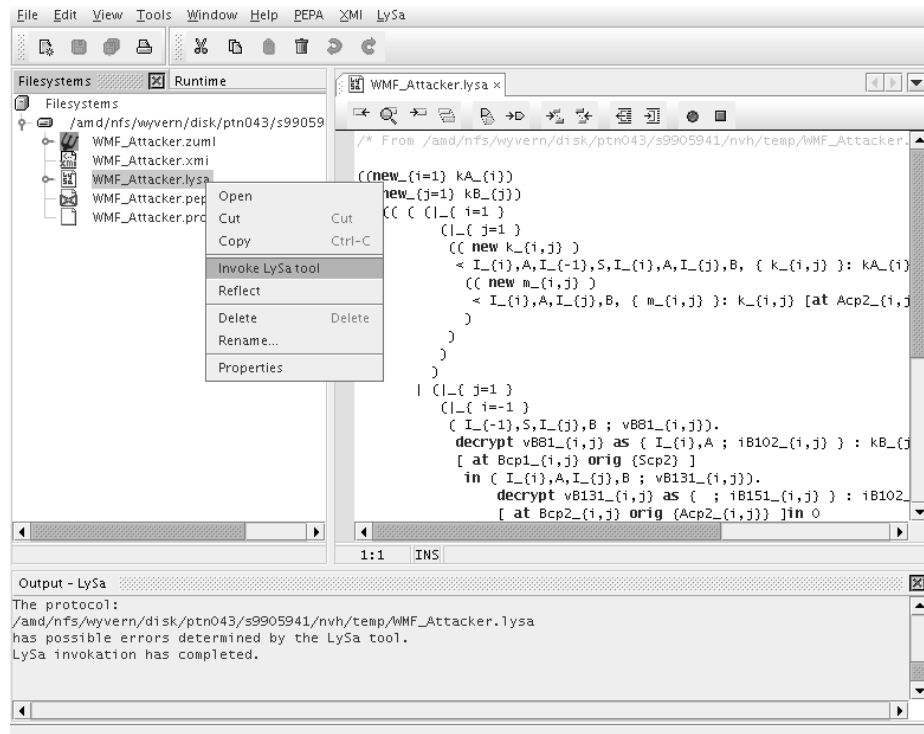 File Edit View Tools Window Help PEPA XMI LySa
Filesystems Runtime
Filesystems
/amd/nfs/wyvern/disk/ptn043/s99059
WMF_Attacker.zuml
WMF_Attacker.xmi
WMF_Attacker.lysa
WMF_Attacker.pep
WMF_Attacker.pro
Open
Cut Cut
Copy Ctrl-C
Invoke LySa tool
Reflect
Delete Delete
Rename...
Properties
WMF_Attacker.lysa ×
/* From /amd/nfs/wyvern/disk/ptn043/s9905941/nvh/temp/WMF_Attacker.
((new_{i=1} kA_{i})
new_{j=1} kB_{j})
(( ( (|_{ i=1 }
(|_{ j=1 }
(( new k_{i,j} )
< I_{i},A,I_{-1},S,I_{i},A,I_{j},B, { k_{i,j} }: kA_{i}
(( new m_{i,j} )
< I_{i},A,I_{j},B, { m_{i,j} }: k_{i,j} [at Acp2_{i,j
)
)
)
)
| (|_{ j=1 }
(|_{ i=-1 }
( I_{-1},S,I_{j},B ; vB81_{i,j}).
decrypt vB81_{i,j} as { I_{i},A ; iB102_{i,j} } : kB_{j
[ at Bcp1_{i,j} orig {Scp2} ]
in ( I_{i},A,I_{j},B ; vB131_{i,j}).
decrypt vB131_{i,j} as { ; iB151_{i,j} } : iB102_
[ at Bcp2_{i,j} orig {Acp2_{i,j}} ]in 0
1:1 INS
Output - LySa
The protocol:
/amd/nfs/wyvern/disk/ptn043/s9905941/nvh/temp/WMF_Attacker.lysa
has possible errors determined by the LySa tool.
LySa invokation has completed.